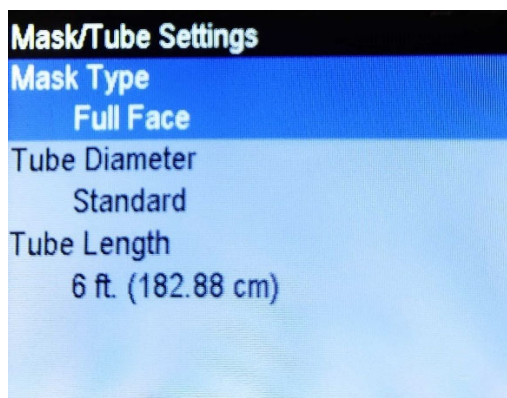 Mask/Tube Settings
Mask Type
Full Face
Tube Diameter
Standard
Tube Length
6 ft. (182.88 cm)